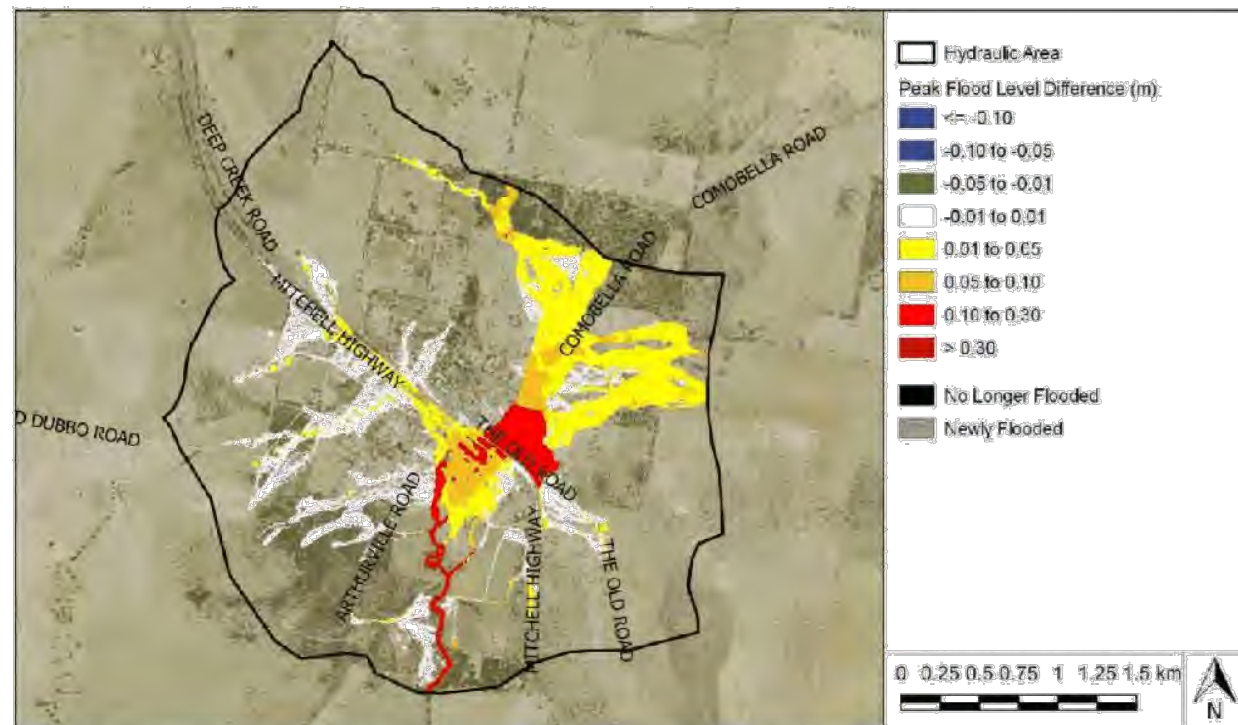 DEEP CREEK ROAD
MITCHELL HIGHWAY
COMOBELLA ROAD
COMOBELLA ROAD
D DUBBO ROAD
THE OLD ROAD
ARTHURVILLE ROAD
MITCHELL HIGHWAY
THE OLD ROAD
Hydraulic Area
Peak Flood Level Difference (m)
<= -0.10
-0.10 to -0.05
-0.05 to -0.01
-0.01 to 0.01
0.01 to 0.05
0.05 to 0.10
0.10 to 0.30
> 0.30
No Longer Flooded
Newly Flooded
0 0.25 0.5 0.75 1 1.25 1.5 km
N